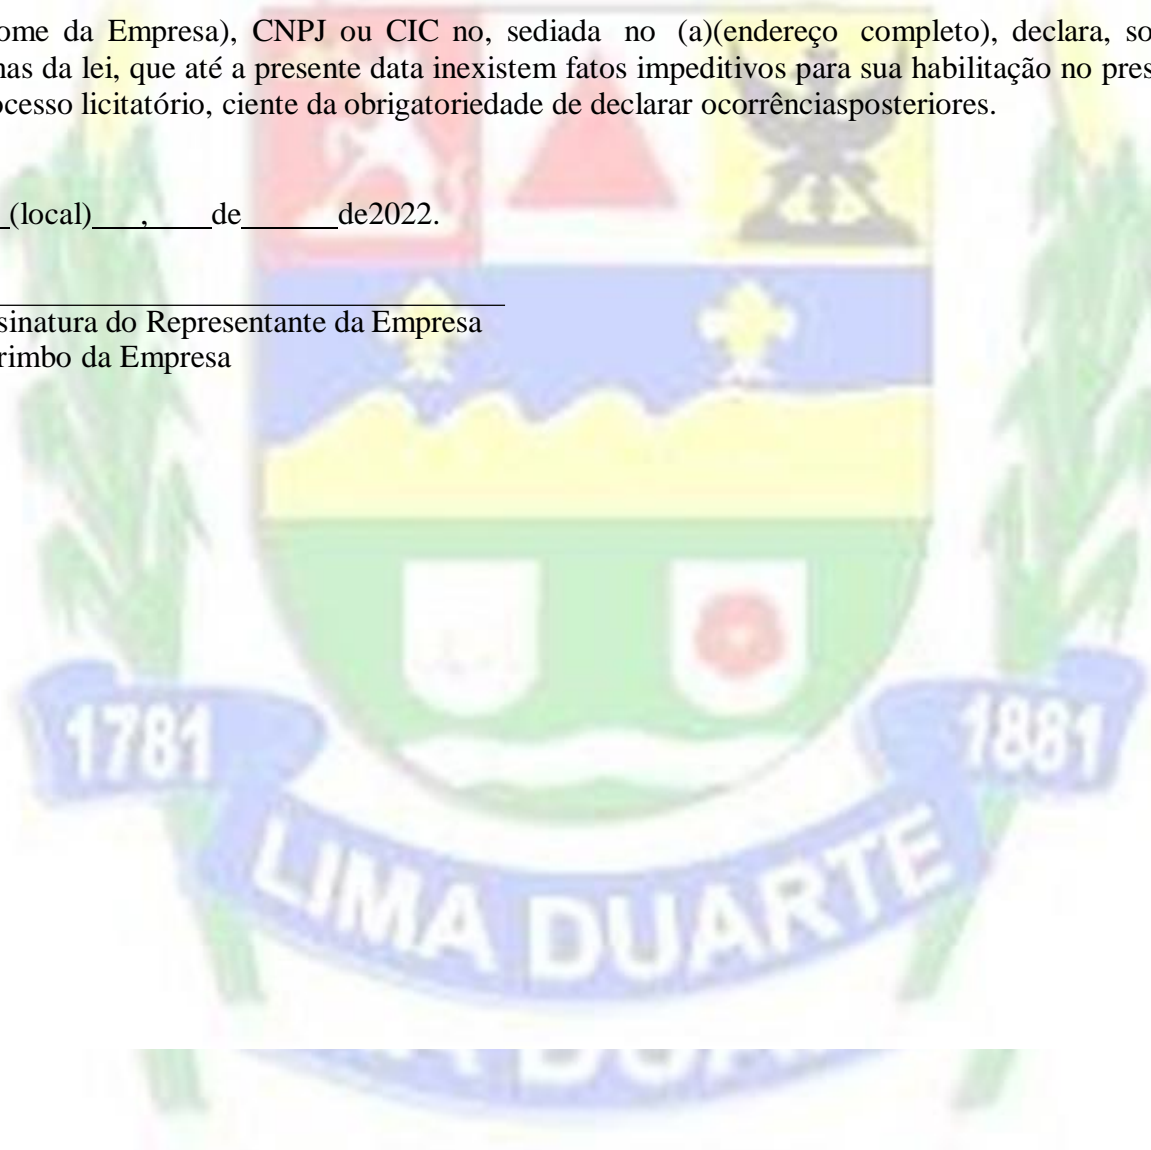 ome da Empresa), CNPJ ou CIC no, sediada no (a)(endereço completo), declara, so
nas da lei, que até a presente data inexistem fatos impeditivos para sua habilitação no pres
ocesso licitatório, ciente da obrigatoriedade de declarar ocorrênciasposteriores.
_(local)___,____de______de2022.
sinatura do Representante da Empresa
rimbo da Empresa
1781
1881
LIMA DUARTE